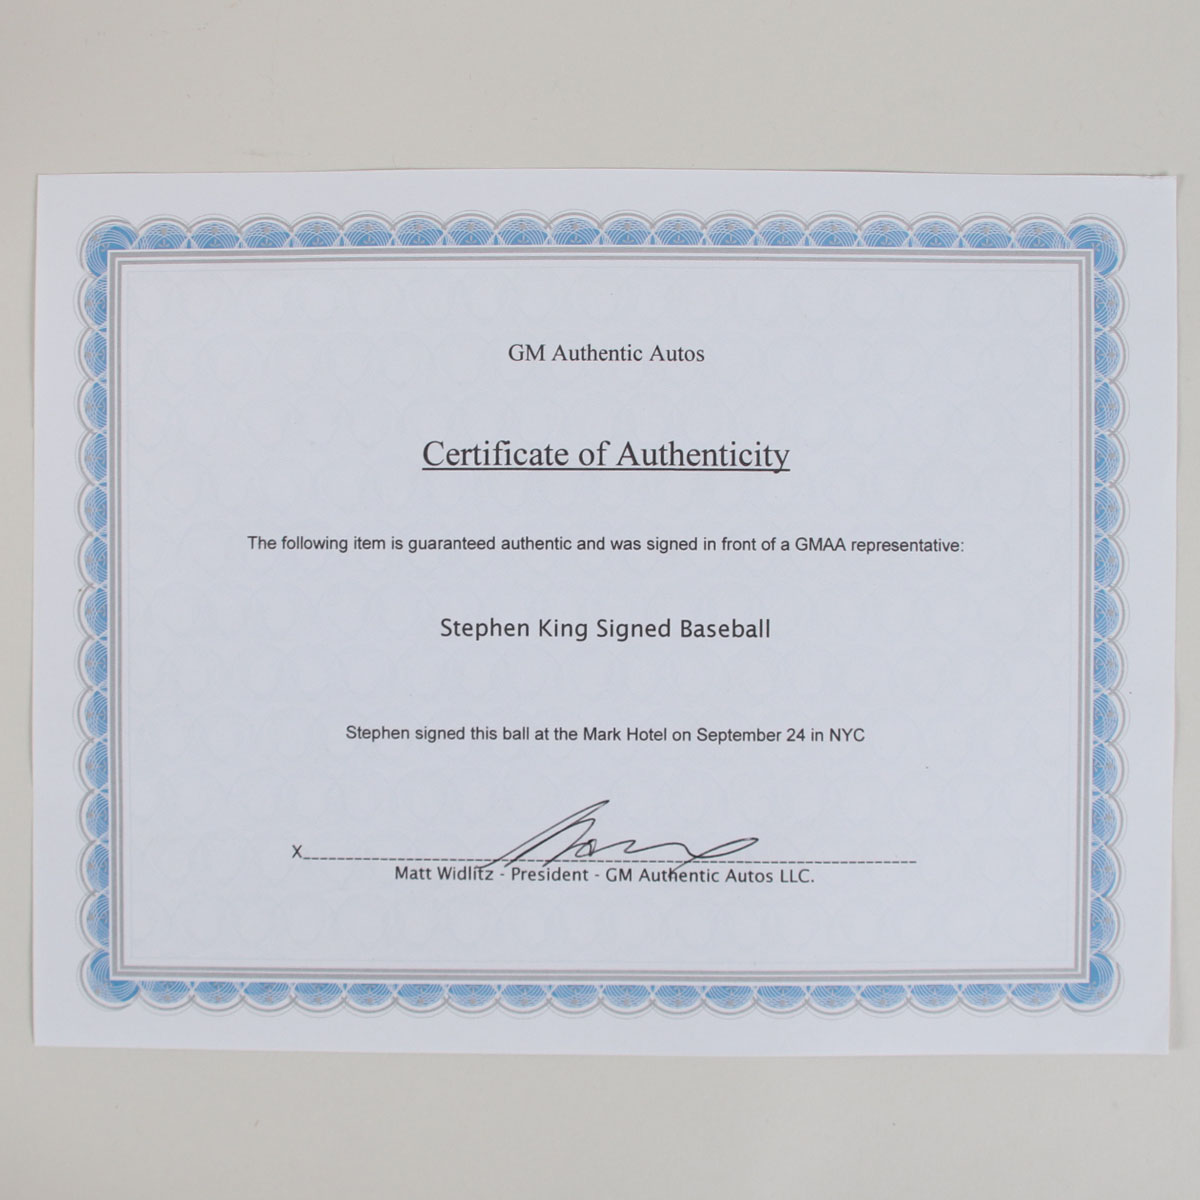 GM Authentic Autos
Certificate of Authenticity
The following item is guaranteed authentic and was signed in front of a GMAA representative:
Stephen King Signed Baseball
Stephen signed this ball at the Mark Hotel on September 24 in NYC
X
Matt Widlitz - President - GM Authentic Autos LLC.